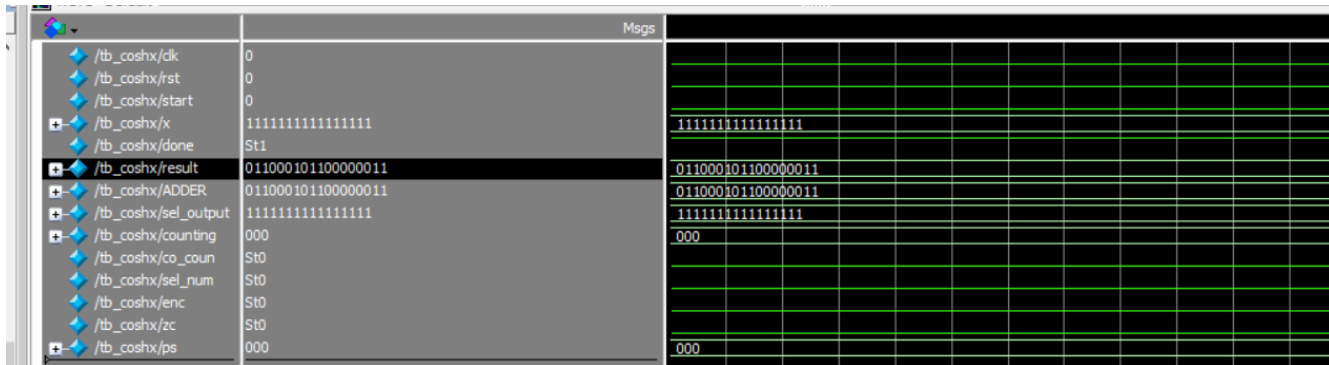 Msgs
/tb_coshx/clk 0
/tb_coshx/rst 0
/tb_coshx/start 0
/tb_coshx/x 1111111111111111 1111111111111111
/tb_coshx/done St1
/tb_coshx/result 011000101100000011 011000101100000011
/tb_coshx/ADDER 011000101100000011 011000101100000011
/tb_coshx/sel_output 1111111111111111 1111111111111111
/tb_coshx/counting 000 000
/tb_coshx/co_coun St0
/tb_coshx/sel_num St0
/tb_coshx/enc St0
/tb_coshx/zc St0
/tb_coshx/ps 000 000